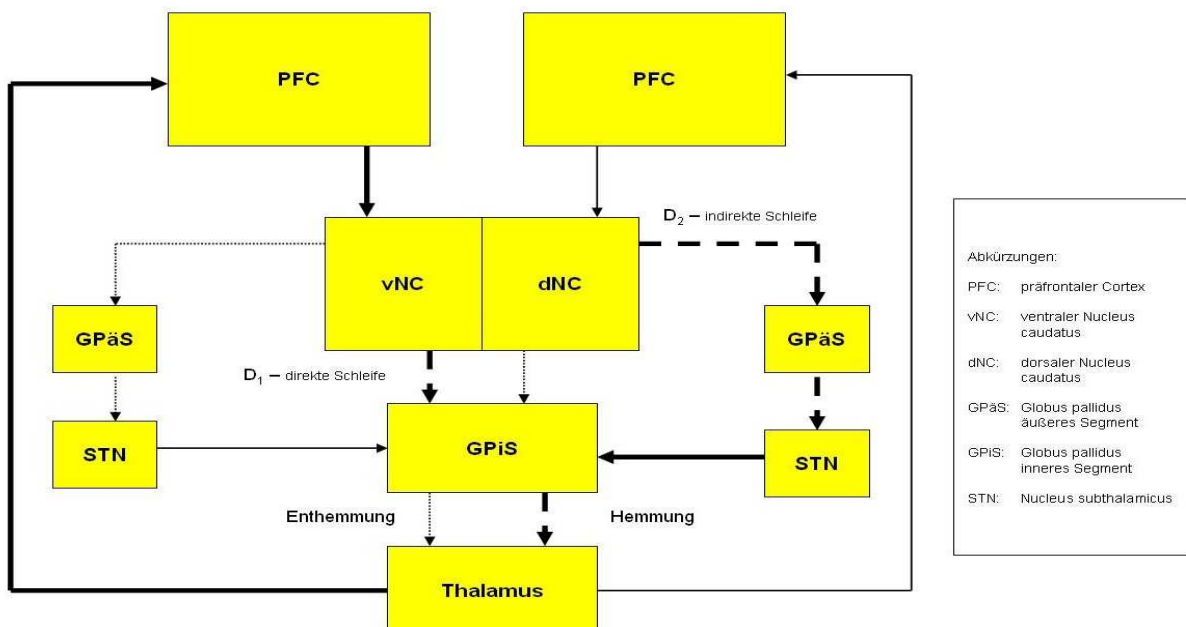 PFC
PFC
D₂ – indirekte Schleife
vNC
dNC
GPäS
GPäS
D₁ – direkte Schleife
STN
GPiS
STN
Enthemmung
Hemmung
Thalamus
Abkürzungen:
PFC: präfrontaler Cortex
vNC: ventraler Nucleus
caudatus
dNC: dorsaler Nucleus
caudatus
GPäS: Globus pallidus
äußeres Segment
GPiS: Globus pallidus
inneres Segment
STN: Nucleus subthalamicus